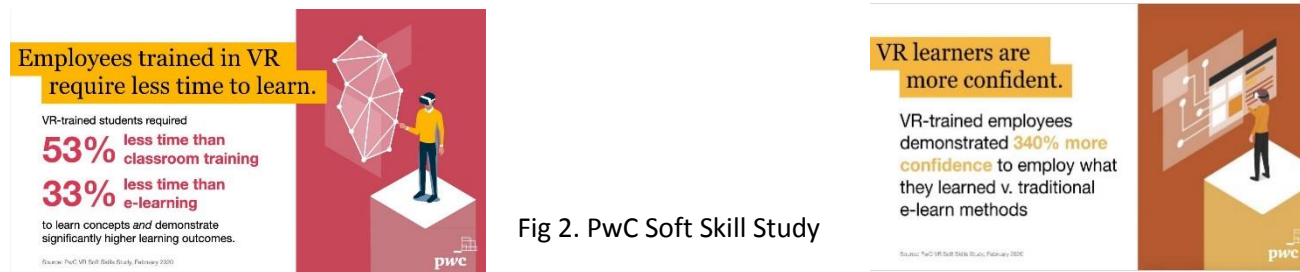 Employees trained in VR
require less time to learn.
VR-trained students required
53% less time than
classroom training
33% less time than
e-learning
to learn concepts and demonstrate
significantly higher learning outcomes.
Source: PwC VR Soft Skills Study, February 2020
pwc
Fig 2. PwC Soft Skill Study
VR learners are
more confident.
VR-trained employees
demonstrated 340% more
confidence to employ what
they learned v. traditional
e-learn methods
Source: PwC VR Soft Skills Study, February 2020
pwc